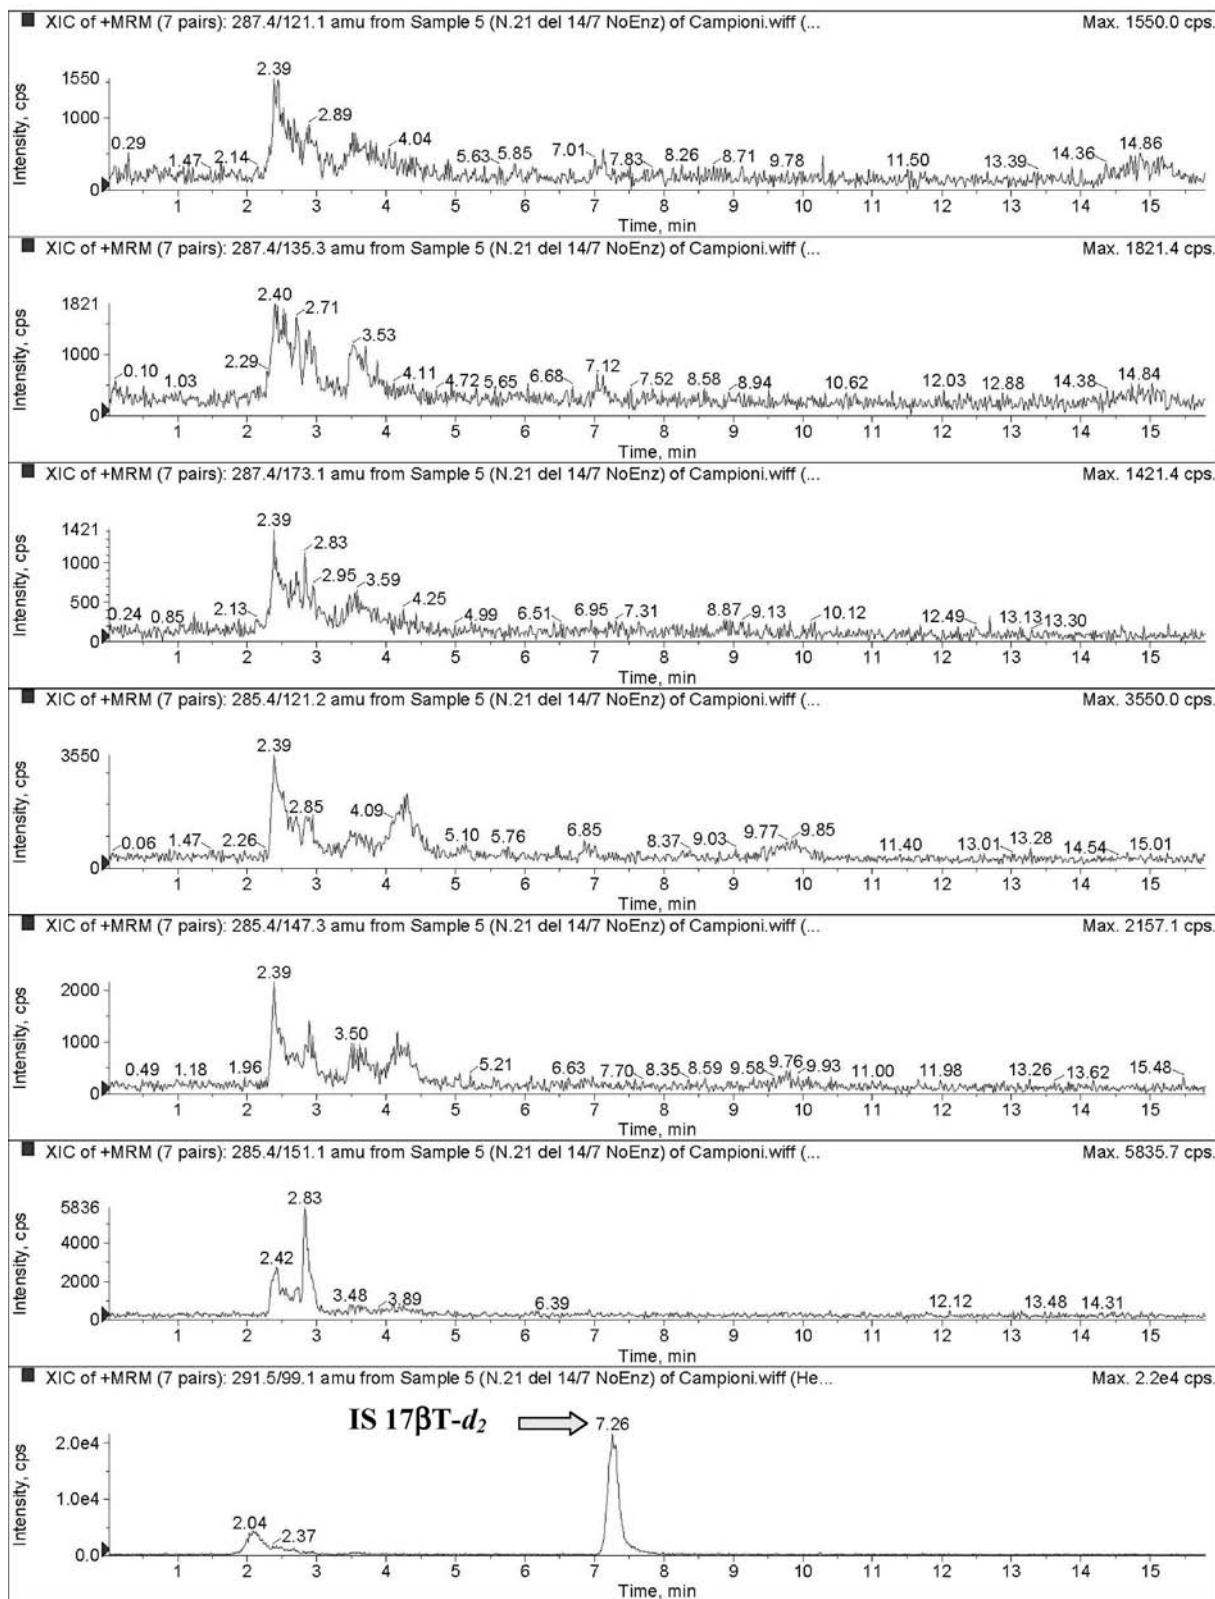 XIC of +MRM (7 pairs): 287.4/121.1 amu from Sample 5 (N.21 del 14/7 NoEnz) of Campioni.wiff (... Max. 1550.0 cps.
Intensity, cps
1550
1000
0
0.29 1.47 2.14 2.39 2.89 4.04 5.63 5.85 7.01 7.83 8.26 8.71 9.78 11.50 13.39 14.36 14.86
1 2 3 4 5 6 7 8 9 10 11 12 13 14 15
Time, min
XIC of +MRM (7 pairs): 287.4/135.3 amu from Sample 5 (N.21 del 14/7 NoEnz) of Campioni.wiff (... Max. 1821.4 cps.
Intensity, cps
1821
1000
0
0.10 1.03 2.29 2.40 2.71 3.53 4.11 4.72 5.65 6.68 7.12 7.52 8.58 8.94 10.62 12.03 12.88 14.38 14.84
1 2 3 4 5 6 7 8 9 10 11 12 13 14 15
Time, min
XIC of +MRM (7 pairs): 287.4/173.1 amu from Sample 5 (N.21 del 14/7 NoEnz) of Campioni.wiff (... Max. 1421.4 cps.
Intensity, cps
1421
1000
500
0
0.24 0.85 2.13 2.39 2.83 2.95 3.59 4.25 4.99 6.51 6.95 7.31 8.87 9.13 10.12 12.49 13.13 13.30
1 2 3 4 5 6 7 8 9 10 11 12 13 14 15
Time, min
XIC of +MRM (7 pairs): 285.4/121.2 amu from Sample 5 (N.21 del 14/7 NoEnz) of Campioni.wiff (... Max. 3550.0 cps.
Intensity, cps
3550
0
0.06 1.47 2.26 2.39 2.85 4.09 5.10 5.76 6.85 8.37 9.03 9.77 9.85 11.40 13.01 13.28 14.54 15.01
1 2 3 4 5 6 7 8 9 10 11 12 13 14 15
Time, min
XIC of +MRM (7 pairs): 285.4/147.3 amu from Sample 5 (N.21 del 14/7 NoEnz) of Campioni.wiff (... Max. 2157.1 cps.
Intensity, cps
2000
1000
0
0.49 1.18 1.96 2.39 3.50 5.21 6.63 7.70 8.35 8.59 9.58 9.76 9.93 11.00 11.98 13.26 13.62 15.48
1 2 3 4 5 6 7 8 9 10 11 12 13 14 15
Time, min
XIC of +MRM (7 pairs): 285.4/151.1 amu from Sample 5 (N.21 del 14/7 NoEnz) of Campioni.wiff (... Max. 5835.7 cps.
Intensity, cps
5836
4000
2000
0
2.42 2.83 3.48 3.89 6.39 12.12 13.48 14.31
1 2 3 4 5 6 7 8 9 10 11 12 13 14 15
Time, min
XIC of +MRM (7 pairs): 291.5/99.1 amu from Sample 5 (N.21 del 14/7 NoEnz) of Campioni.wiff (He... Max. 2.2e4 cps.
IS 17βT-d2 7.26
Intensity, cps
2.0e4
1.0e4
0.0
2.04 2.37
1 2 3 4 5 6 7 8 9 10 11 12 13 14 15
Time, min